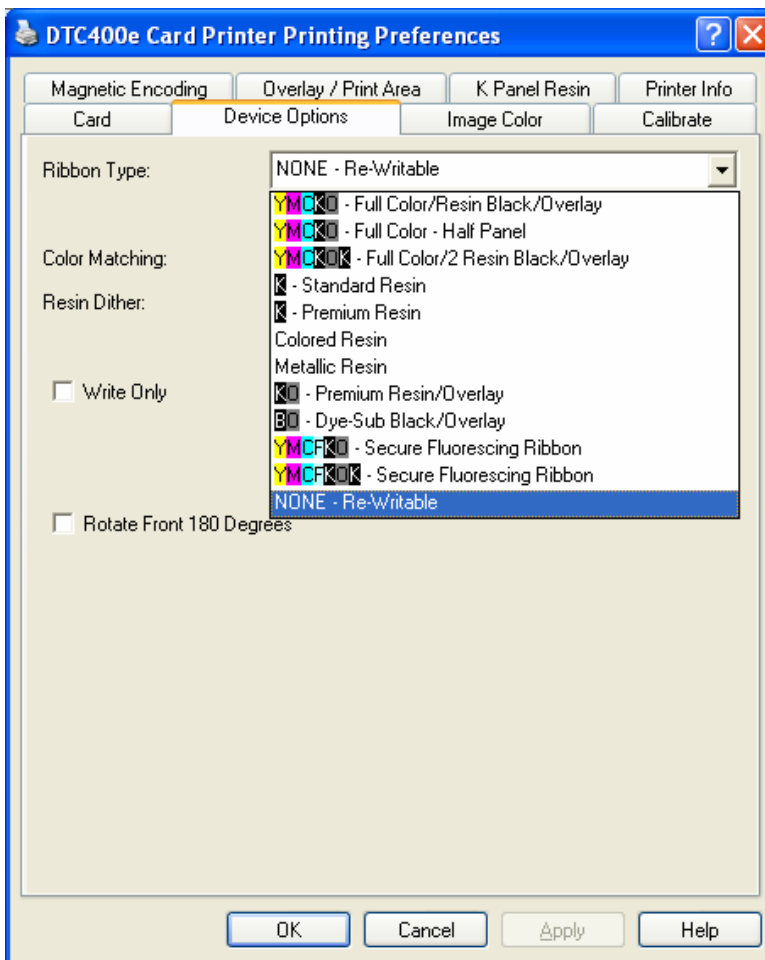 DTC400e Card Printer Printing Preferences
Magnetic Encoding Overlay / Print Area K Panel Resin Printer Info
Card Device Options Image Color Calibrate
Ribbon Type: NONE - Re-Writable
YMCKO - Full Color/Resin Black/Overlay
YMCKO - Full Color - Half Panel
Color Matching: YMCKOK - Full Color/2 Resin Black/Overlay
K - Standard Resin
Resin Dither: K - Premium Resin
Colored Resin
Metallic Resin
Write Only KO - Premium Resin/Overlay
BO - Dye-Sub Black/Overlay
YMCFKO - Secure Fluorescing Ribbon
YMCFKOK - Secure Fluorescing Ribbon
NONE - Re-Writable
Rotate Front 180 Degrees
OK Cancel Apply Help